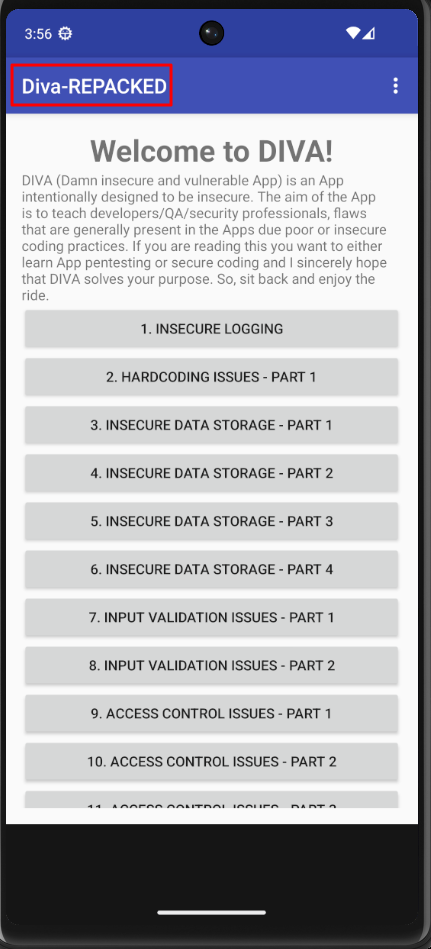 3:56
Diva-REPACKED
Welcome to DIVA!
DIVA (Damn insecure and vulnerable App) is an App
intentionally designed to be insecure. The aim of the App
is to teach developers/QA/security professionals, flaws
that are generally present in the Apps due poor or insecure
coding practices. If you are reading this you want to either
learn App pentesting or secure coding and I sincerely hope
that DIVA solves your purpose. So, sit back and enjoy the
ride.
1. INSECURE LOGGING
2. HARDCODING ISSUES - PART 1
3. INSECURE DATA STORAGE - PART 1
4. INSECURE DATA STORAGE - PART 2
5. INSECURE DATA STORAGE - PART 3
6. INSECURE DATA STORAGE - PART 4
7. INPUT VALIDATION ISSUES - PART 1
8. INPUT VALIDATION ISSUES - PART 2
9. ACCESS CONTROL ISSUES - PART 1
10. ACCESS CONTROL ISSUES - PART 2
11. ACCESS CONTROL ISSUES - PART 3